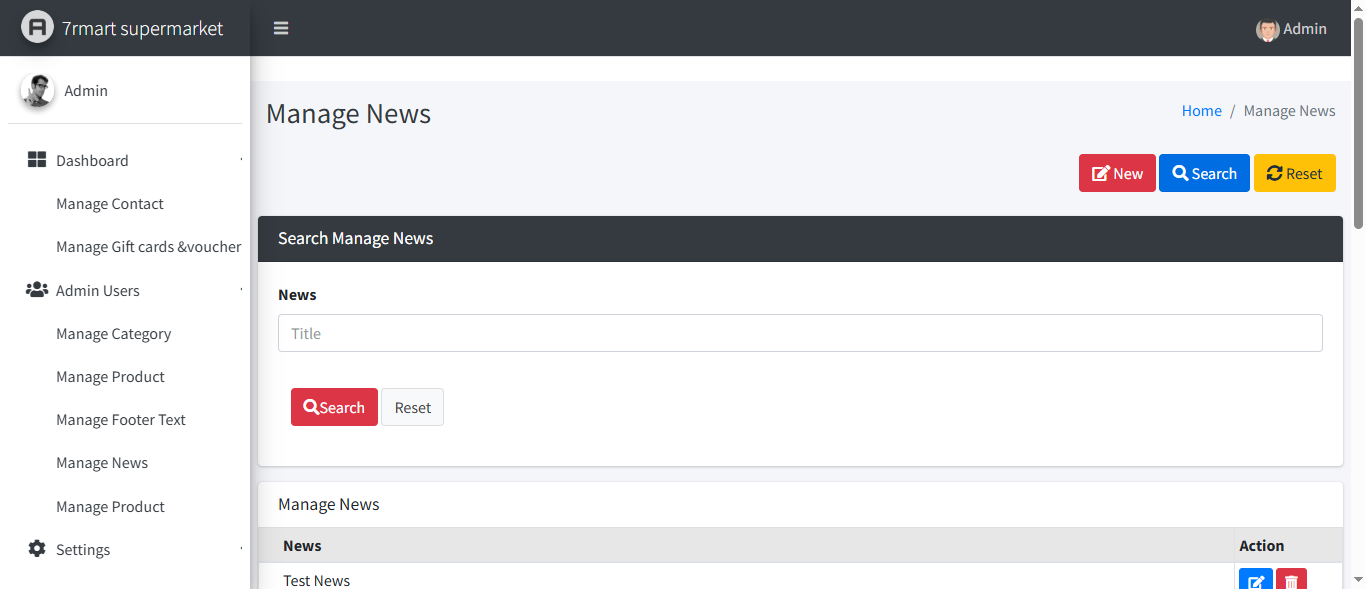 7rmart supermarket
Admin
Admin
Manage News
Home / Manage News
New Search Reset
Dashboard
Manage Contact
Manage Gift cards &voucher
Admin Users
Manage Category
Manage Product
Manage Footer Text
Manage News
Manage Product
Settings
Search Manage News
News
Title
Search Reset
Manage News
News Action
Test News